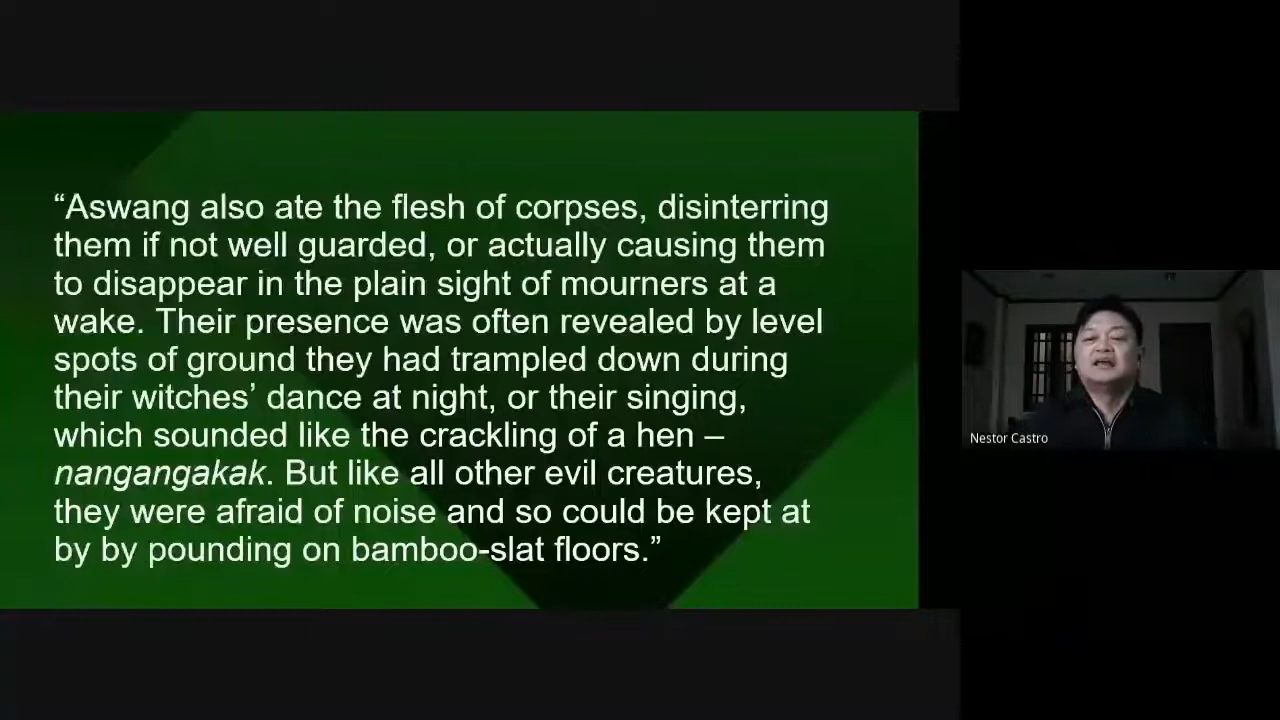 “Aswang also ate the flesh of corpses, disinterring
them if not well guarded, or actually causing them
to disappear in the plain sight of mourners at a
wake. Their presence was often revealed by level
spots of ground they had trampled down during
their witches’ dance at night, or their singing,
which sounded like the crackling of a hen –
nangangakak. But like all other evil creatures,
they were afraid of noise and so could be kept at
by by pounding on bamboo-slat floors.”
Nestor Castro